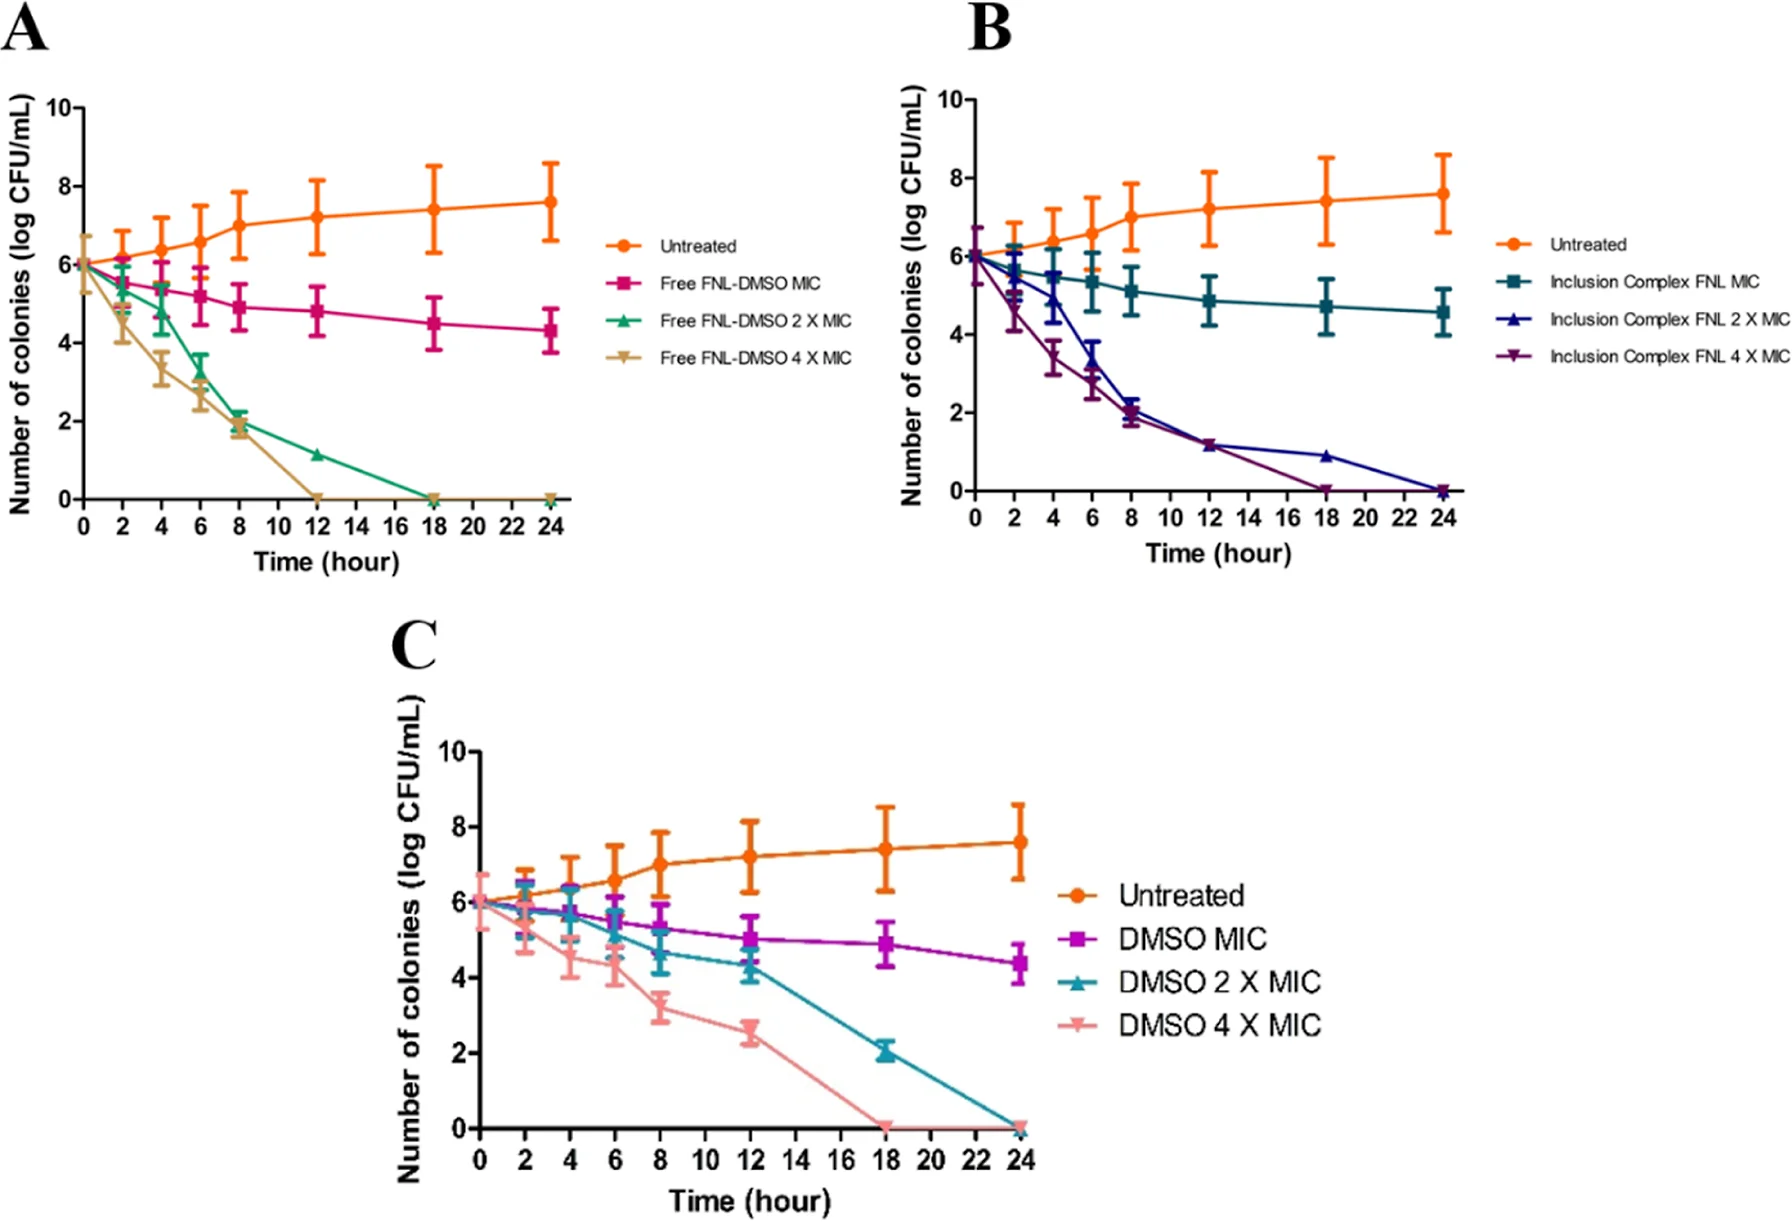 A
Number of colonies (log CFU/mL)
10
8
6
4
2
0
0 2 4 6 8 10 12 14 16 18 20 22 24
Time (hour)
Untreated
Free FNL-DMSO MIC
Free FNL-DMSO 2 X MIC
Free FNL-DMSO 4 X MIC
B
Number of colonies (log CFU/mL)
10
8
6
4
2
0
0 2 4 6 8 10 12 14 16 18 20 22 24
Time (hour)
Untreated
Inclusion Complex FNL MIC
Inclusion Complex FNL 2 X MIC
Inclusion Complex FNL 4 X MIC
C
Number of colonies (log CFU/mL)
10
8
6
4
2
0
0 2 4 6 8 10 12 14 16 18 20 22 24
Time (hour)
Untreated
DMSO MIC
DMSO 2 X MIC
DMSO 4 X MIC